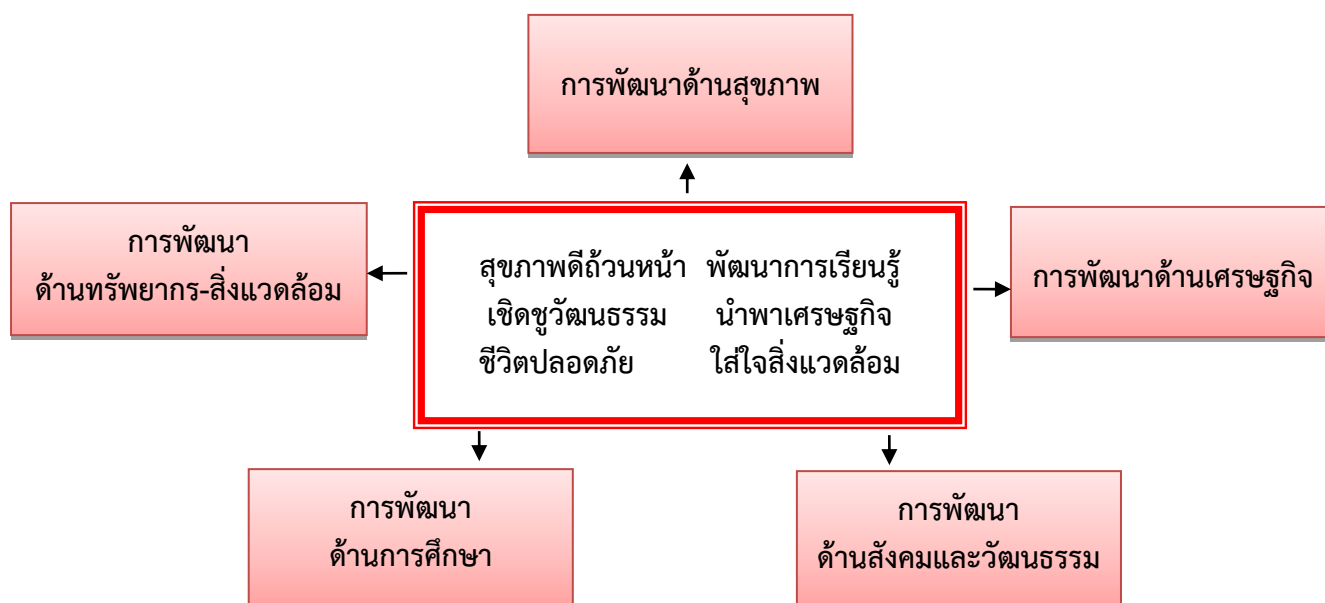 การพัฒนาด้านสุขภาพ
การพัฒนา
ด้านทรัพยากร-สิ่งแวดล้อม
สุขภาพดีถ้วนหน้า พัฒนาการเรียนรู้
เชิดชูวัฒนธรรม นำพาเศรษฐกิจ
ชีวิตปลอดภัย ใส่ใจสิ่งแวดล้อม
การพัฒนาด้านเศรษฐกิจ
การพัฒนา
ด้านการศึกษา
การพัฒนา
ด้านสังคมและวัฒนธรรม